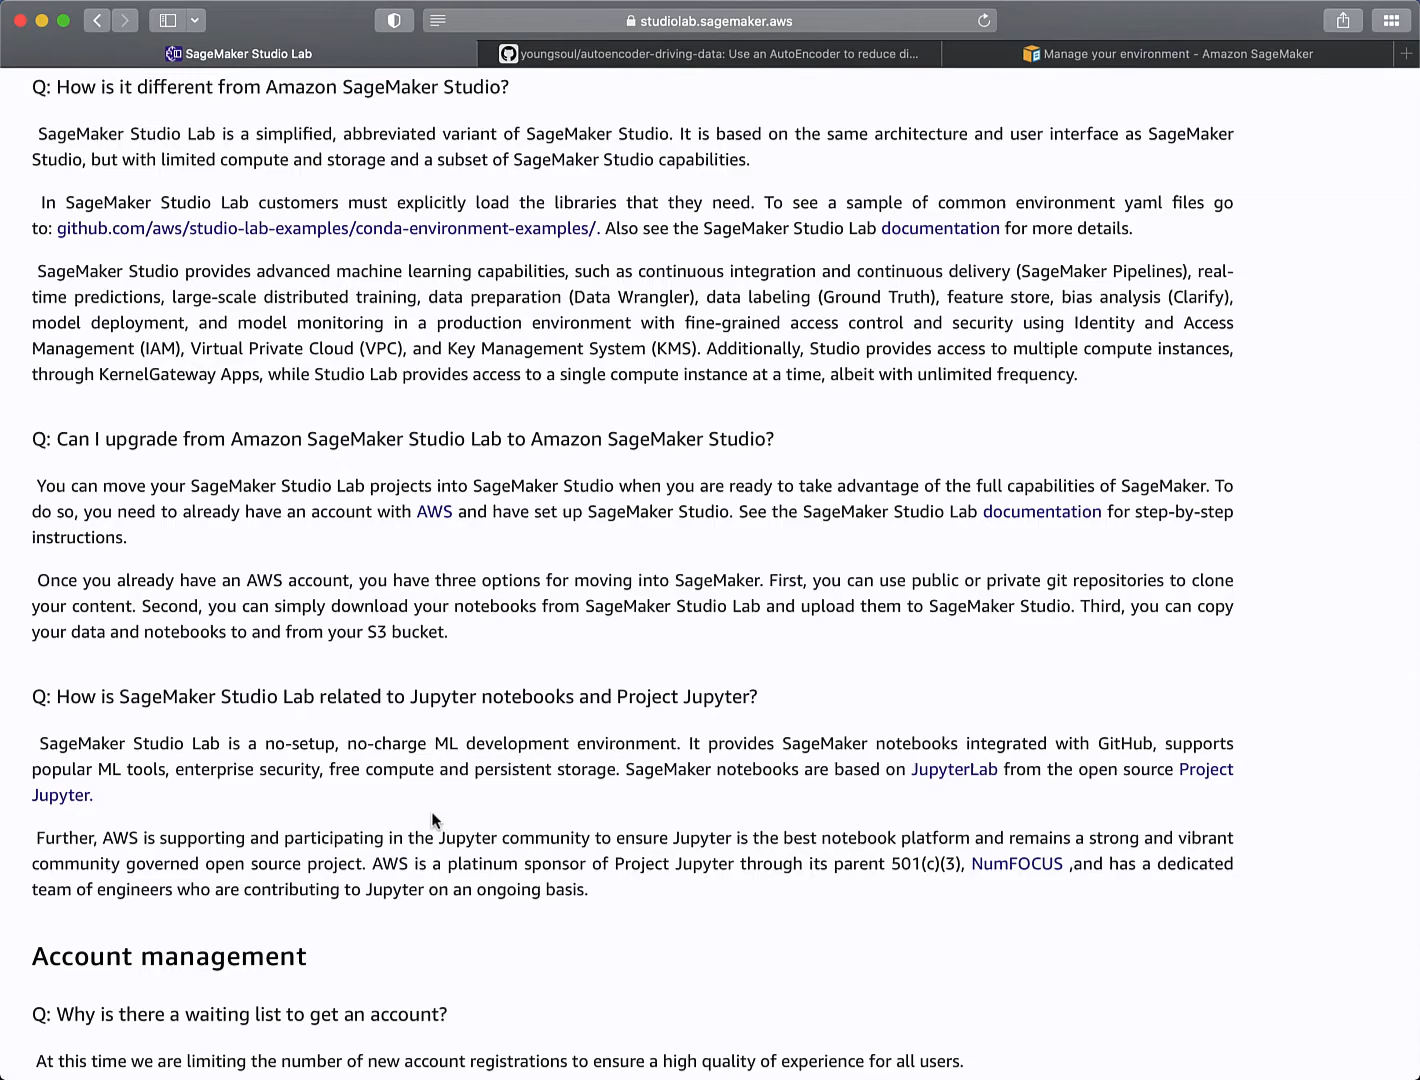 studiolab.sagemaker.aws
SageMaker Studio Lab
youngsoul/autoencoder-driving-data: Use an AutoEncoder to reduce di...
Manage your environment - Amazon SageMaker
Q: How is it different from Amazon SageMaker Studio?
SageMaker Studio Lab is a simplified, abbreviated variant of SageMaker Studio. It is based on the same architecture and user interface as SageMaker
Studio, but with limited compute and storage and a subset of SageMaker Studio capabilities.
In SageMaker Studio Lab customers must explicitly load the libraries that they need. To see a sample of common environment yaml files go
to: github.com/aws/studio-lab-examples/conda-environment-examples/. Also see the SageMaker Studio Lab documentation for more details.
SageMaker Studio provides advanced machine learning capabilities, such as continuous integration and continuous delivery (SageMaker Pipelines), real-
time predictions, large-scale distributed training, data preparation (Data Wrangler), data labeling (Ground Truth), feature store, bias analysis (Clarify),
model deployment, and model monitoring in a production environment with fine-grained access control and security using Identity and Access
Management (IAM), Virtual Private Cloud (VPC), and Key Management System (KMS). Additionally, Studio provides access to multiple compute instances,
through KernelGateway Apps, while Studio Lab provides access to a single compute instance at a time, albeit with unlimited frequency.
Q: Can I upgrade from Amazon SageMaker Studio Lab to Amazon SageMaker Studio?
You can move your SageMaker Studio Lab projects into SageMaker Studio when you are ready to take advantage of the full capabilities of SageMaker. To
do so, you need to already have an account with AWS and have set up SageMaker Studio. See the SageMaker Studio Lab documentation for step-by-step
instructions.
Once you already have an AWS account, you have three options for moving into SageMaker. First, you can use public or private git repositories to clone
your content. Second, you can simply download your notebooks from SageMaker Studio Lab and upload them to SageMaker Studio. Third, you can copy
your data and notebooks to and from your S3 bucket.
Q: How is SageMaker Studio Lab related to Jupyter notebooks and Project Jupyter?
SageMaker Studio Lab is a no-setup, no-charge ML development environment. It provides SageMaker notebooks integrated with GitHub, supports
popular ML tools, enterprise security, free compute and persistent storage. SageMaker notebooks are based on JupyterLab from the open source Project
Jupyter.
Further, AWS is supporting and participating in the Jupyter community to ensure Jupyter is the best notebook platform and remains a strong and vibrant
community governed open source project. AWS is a platinum sponsor of Project Jupyter through its parent 501(c)(3), NumFOCUS ,and has a dedicated
team of engineers who are contributing to Jupyter on an ongoing basis.
Account management
Q: Why is there a waiting list to get an account?
At this time we are limiting the number of new account registrations to ensure a high quality of experience for all users.